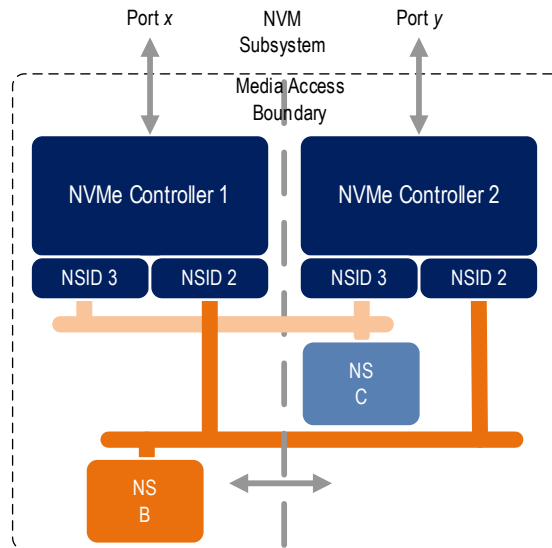 Port x
NVM
Subsystem
Port y
Media Access
Boundary
NVMe Controller 1
NVMe Controller 2
NSID 3
NSID 2
NSID 3
NSID 2
NS
C
NS
B